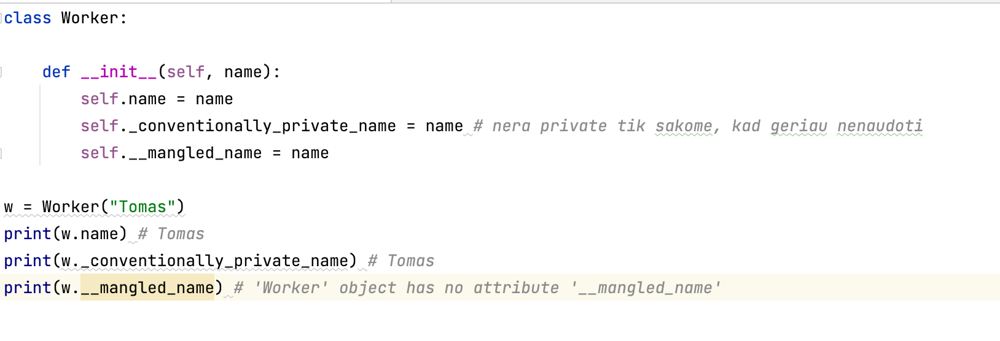 class Worker:
def __init__(self, name):
self.name = name
self._conventionally_private_name = name # nera private tik sakome, kad geriau nenaudoti
self.__mangled_name = name
w = Worker("Tomas")
print(w.name) # Tomas
print(w._conventionally_private_name) # Tomas
print(w.__mangled_name) # 'Worker' object has no attribute '__mangled_name'